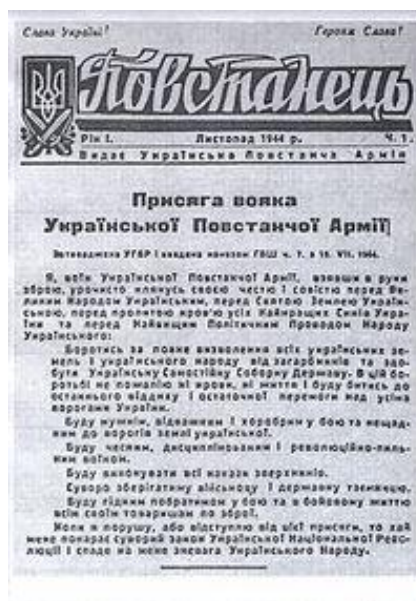 Слава Україні! Героям Слава!
Повстанець
Рік І. Листопад 1944 р. Ч. 1.
Видає Українська Повстанча Армія
Присяга вояка
Української Повстанчої Армії
Затверджена УГВР і введена наказом ГВШ ч. 7. з 19. VII. 1944.
Я, воїн Української Повстанчої Армії, взявши в руки
зброю, урочисто клянусь своєю честю і совістю перед Ве-
ликим Народом Українським, перед Святою Землею Україн-
ською, перед пролитою кров'ю усіх Найкращих Синів Укра-
їни та перед Найвищим Політичним Проводом Народу
Українського:
Боротись за повне визволення всіх українських зе-
мель і українського народу від загарбників та здо-
бути Українську Самостійну Соборну Державу. В цій бо-
ротьбі не пожалію ні крови, ні життя і буду битись до
останнього віддиху і остаточної перемоги над усіма
ворогами України.
Буду мужнім, відважним і хоробрим у бою та нещад-
ним до ворогів землі української.
Буду чесним, дисциплінованим і революційно-пиль-
ним воїном.
Буду виконувати всі накази зверхників.
Суворо зберігатиму військову і державну таємницю.
Буду гідним побратимом у бою та в бойовому життю
всім своїм товаришам по зброї.
Коли я порушу, або відступлю від цієї присяги, то хай
мене покарає суворий закон Української Національної Рево-
люції і спаде на мене зневага Українського Народу.